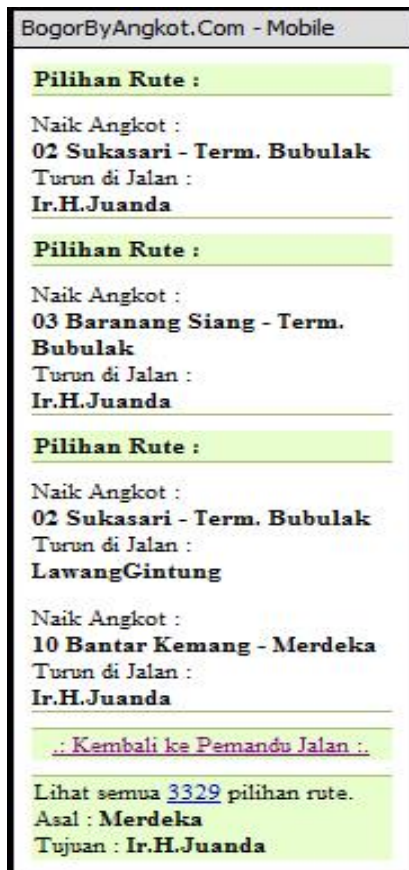 BogorByAngkot.Com - Mobile
Pilihan Rute :
Naik Angkot :
02 Sukasari - Term. Bubulak
Turun di Jalan :
Ir.H.Juanda
Pilihan Rute :
Naik Angkot :
03 Baranang Siang - Term.
Bubulak
Turun di Jalan :
Ir.H.Juanda
Pilihan Rute :
Naik Angkot :
02 Sukasari - Term. Bubulak
Turun di Jalan :
LawangGintung
Naik Angkot :
10 Bantar Kemang - Merdeka
Turun di Jalan :
Ir.H.Juanda
.: Kembali ke Pemandu Jalan :.
Lihat semua 3329 pilihan rute.
Asal : Merdeka
Tujuan : Ir.H.Juanda